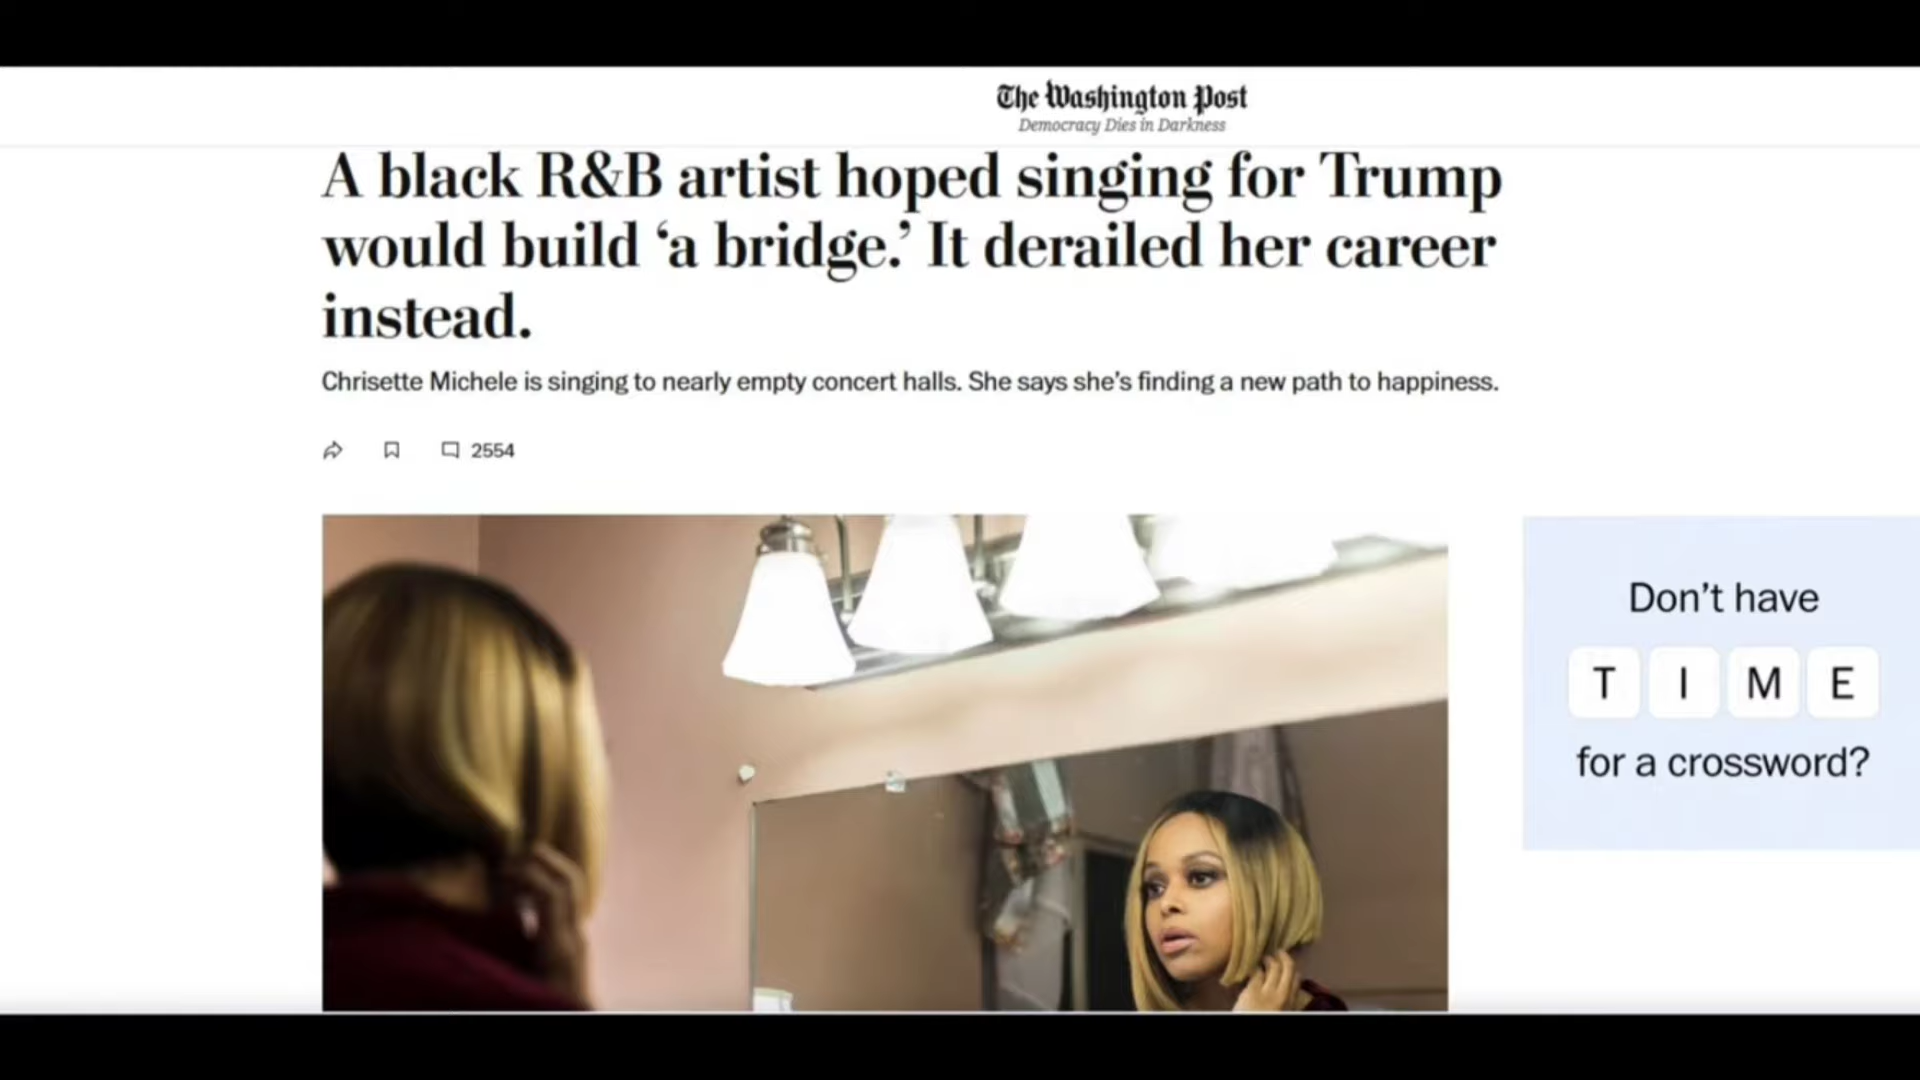 The Washington Post
Democracy Dies in Darkness
A black R&B artist hoped singing for Trump
would build ‘a bridge.’ It derailed her career
instead.
Chrisette Michele is singing to nearly empty concert halls. She says she’s finding a new path to happiness.
2554
Don’t have
T I M E
for a crossword?